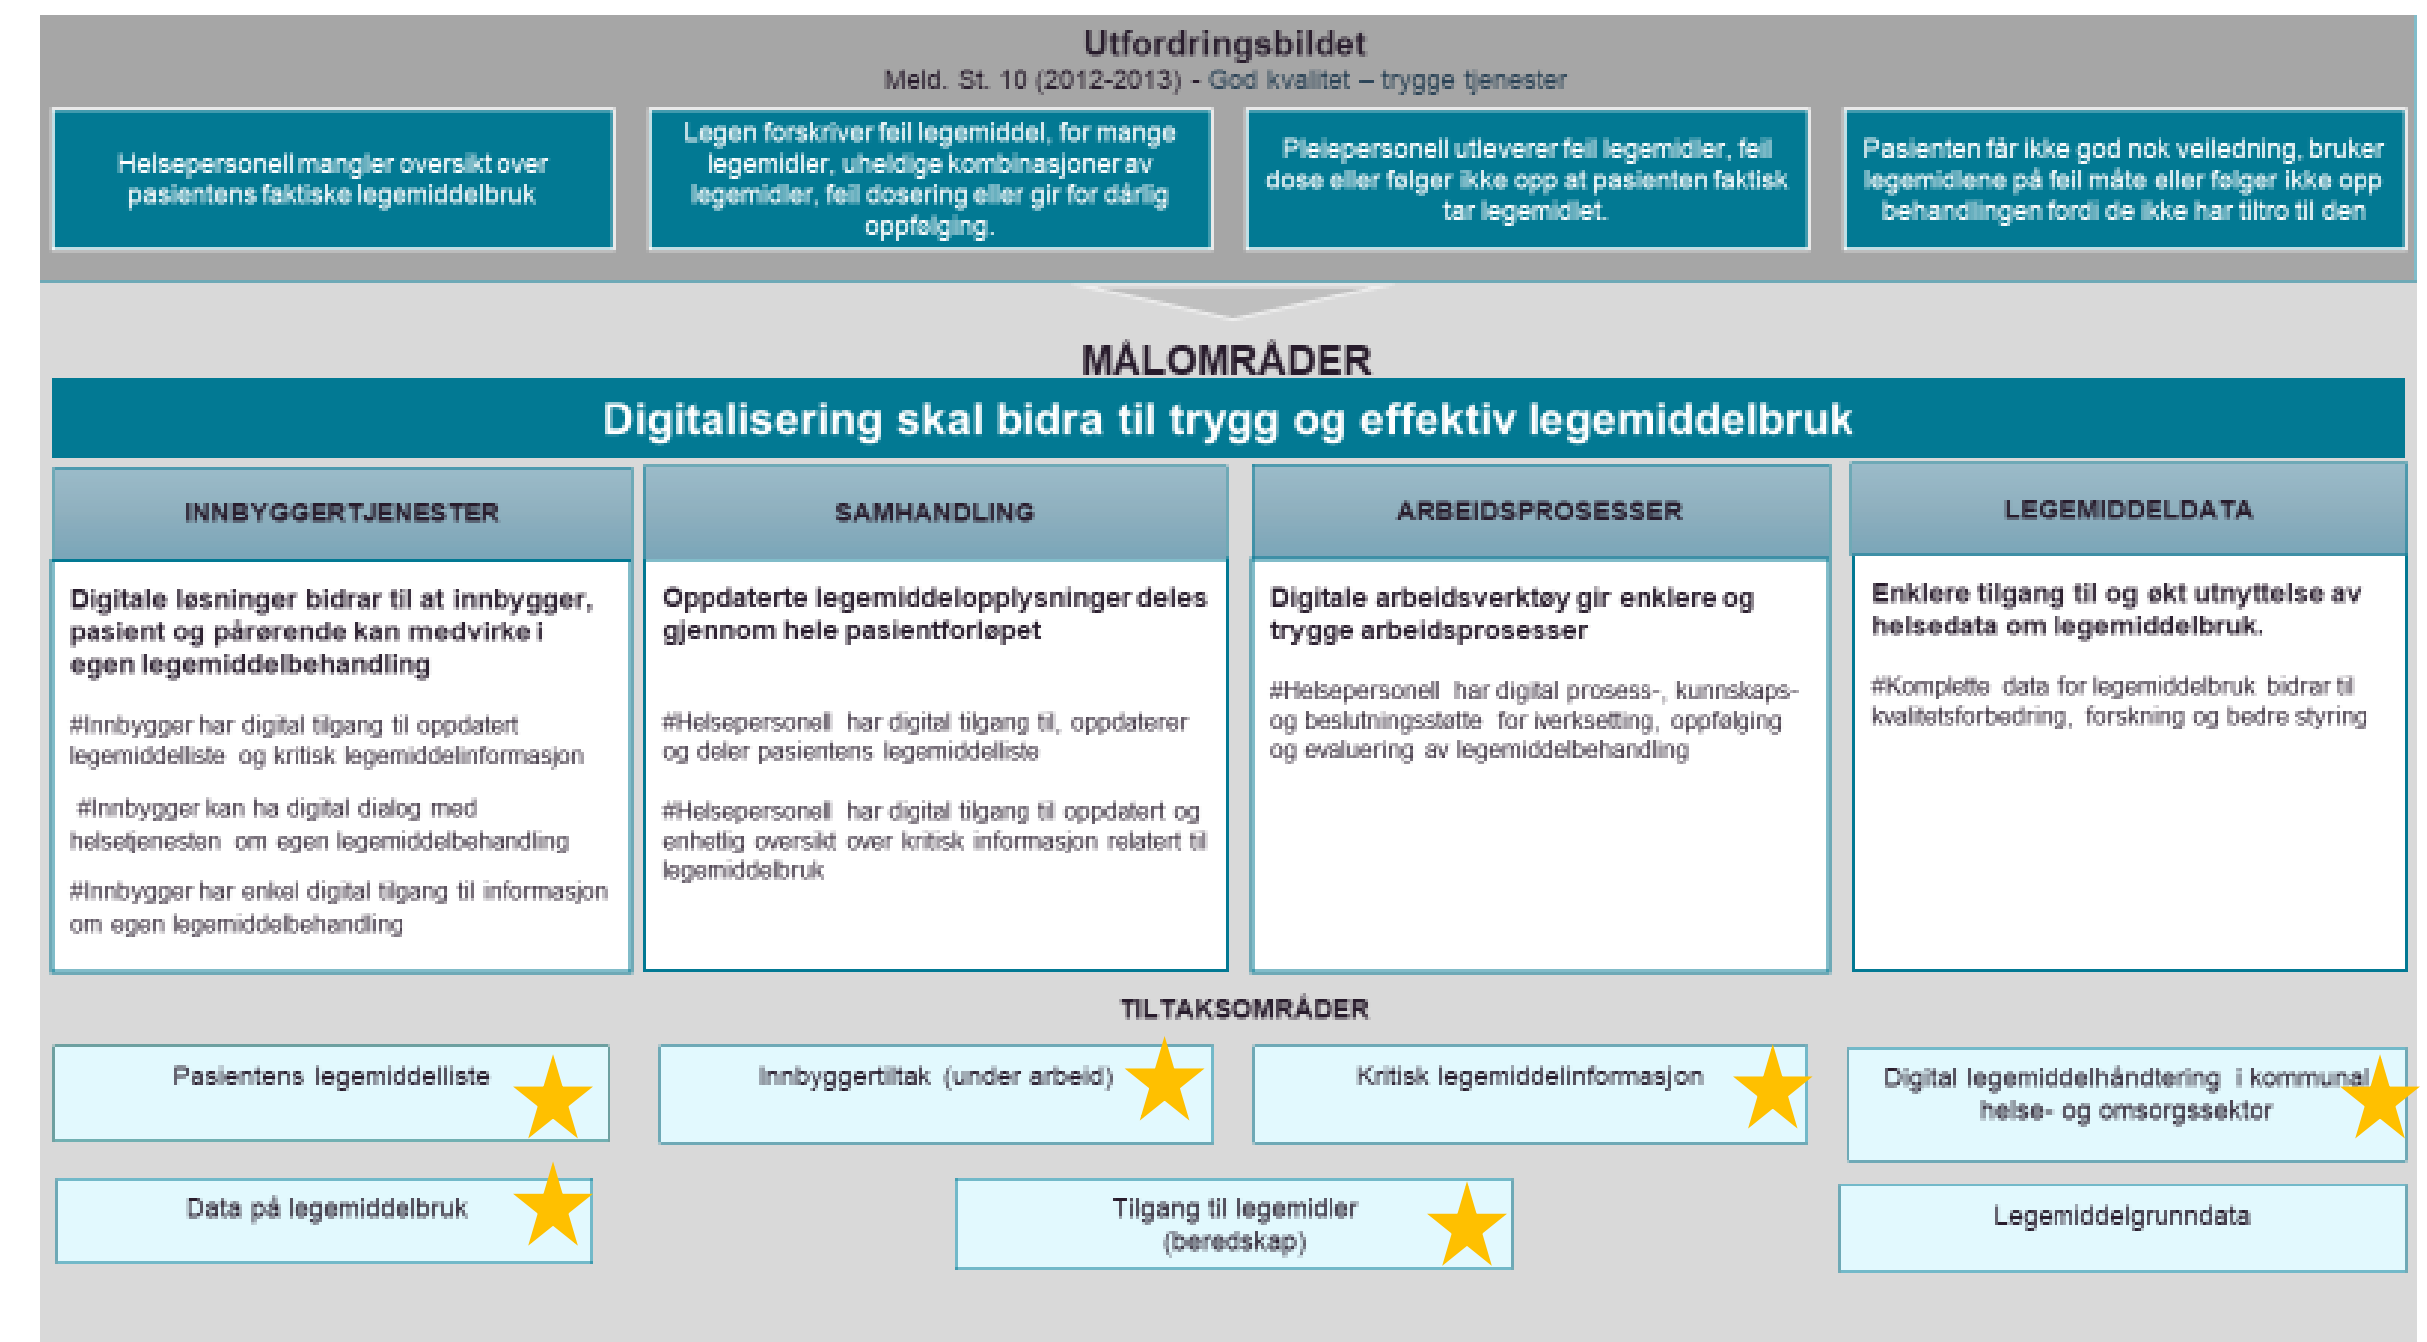 Utfordringsbildet
Meld. St. 10 (2012-2013) - God kvalitet – trygge tjenester
Helsepersonell mangler oversikt over
pasientens faktiske legemiddelbruk
Legen forskriver feil legemiddel, for mange
legemidler, uheldige kombinasjoner av
legemidler, feil dosering eller gir for dårlig
oppfølging.
Pleiepersonell utleverer feil legemidler, feil
dose eller følger ikke opp at pasienten faktisk
tar legemidlet.
Pasienten får ikke god nok veiledning, bruker
legemidlene på feil måte eller følger ikke opp
behandlingen fordi de ikke har tiltro til den
MÅLOMRÅDER
Digitalisering skal bidra til trygg og effektiv legemiddelbruk
INNBYGGERTJENESTER
Digitale løsninger bidrar til at innbygger,
pasient og pårørende kan medvirke i
egen legemiddelbehandling
#Innbygger har digital tilgang til oppdatert
legemiddelliste og kritisk legemiddelinformasjon
#Innbygger kan ha digital dialog med
helsetjenesten om egen legemiddelbehandling
#Innbygger har enkel digital tilgang til informasjon
om egen legemiddelbehandling
SAMHANDLING
Oppdaterte legemiddelopplysninger deles
gjennom hele pasientforløpet
#Helsepersonell har digital tilgang til, oppdaterer
og deler pasientens legemiddelliste
#Helsepersonell har digital tilgang til oppdatert og
enhetlig oversikt over kritisk informasjon relatert til
legemiddelbruk
ARBEIDSPROSESSER
Digitale arbeidsverktøy gir enklere og
trygge arbeidsprosesser
#Helsepersonell har digital prosess-, kunnskaps-
og beslutningsstøtte for iverksetting, oppfølging
og evaluering av legemiddelbehandling
LEGEMIDDELDATA
Enklere tilgang til og økt utnyttelse av
helsedata om legemiddelbruk.
#Komplette data for legemiddelbruk bidrar til
kvalitetsforbedring, forskning og bedre styring
TILTAKSOMRÅDER
Pasientens legemiddelliste
Innbyggertiltak (under arbeid)
Kritisk legemiddelinformasjon
Digital legemiddelhåndtering i kommunal
helse- og omsorgssektor
Data på legemiddelbruk
Tilgang til legemidler
(beredskap)
Legemiddelgrunndata